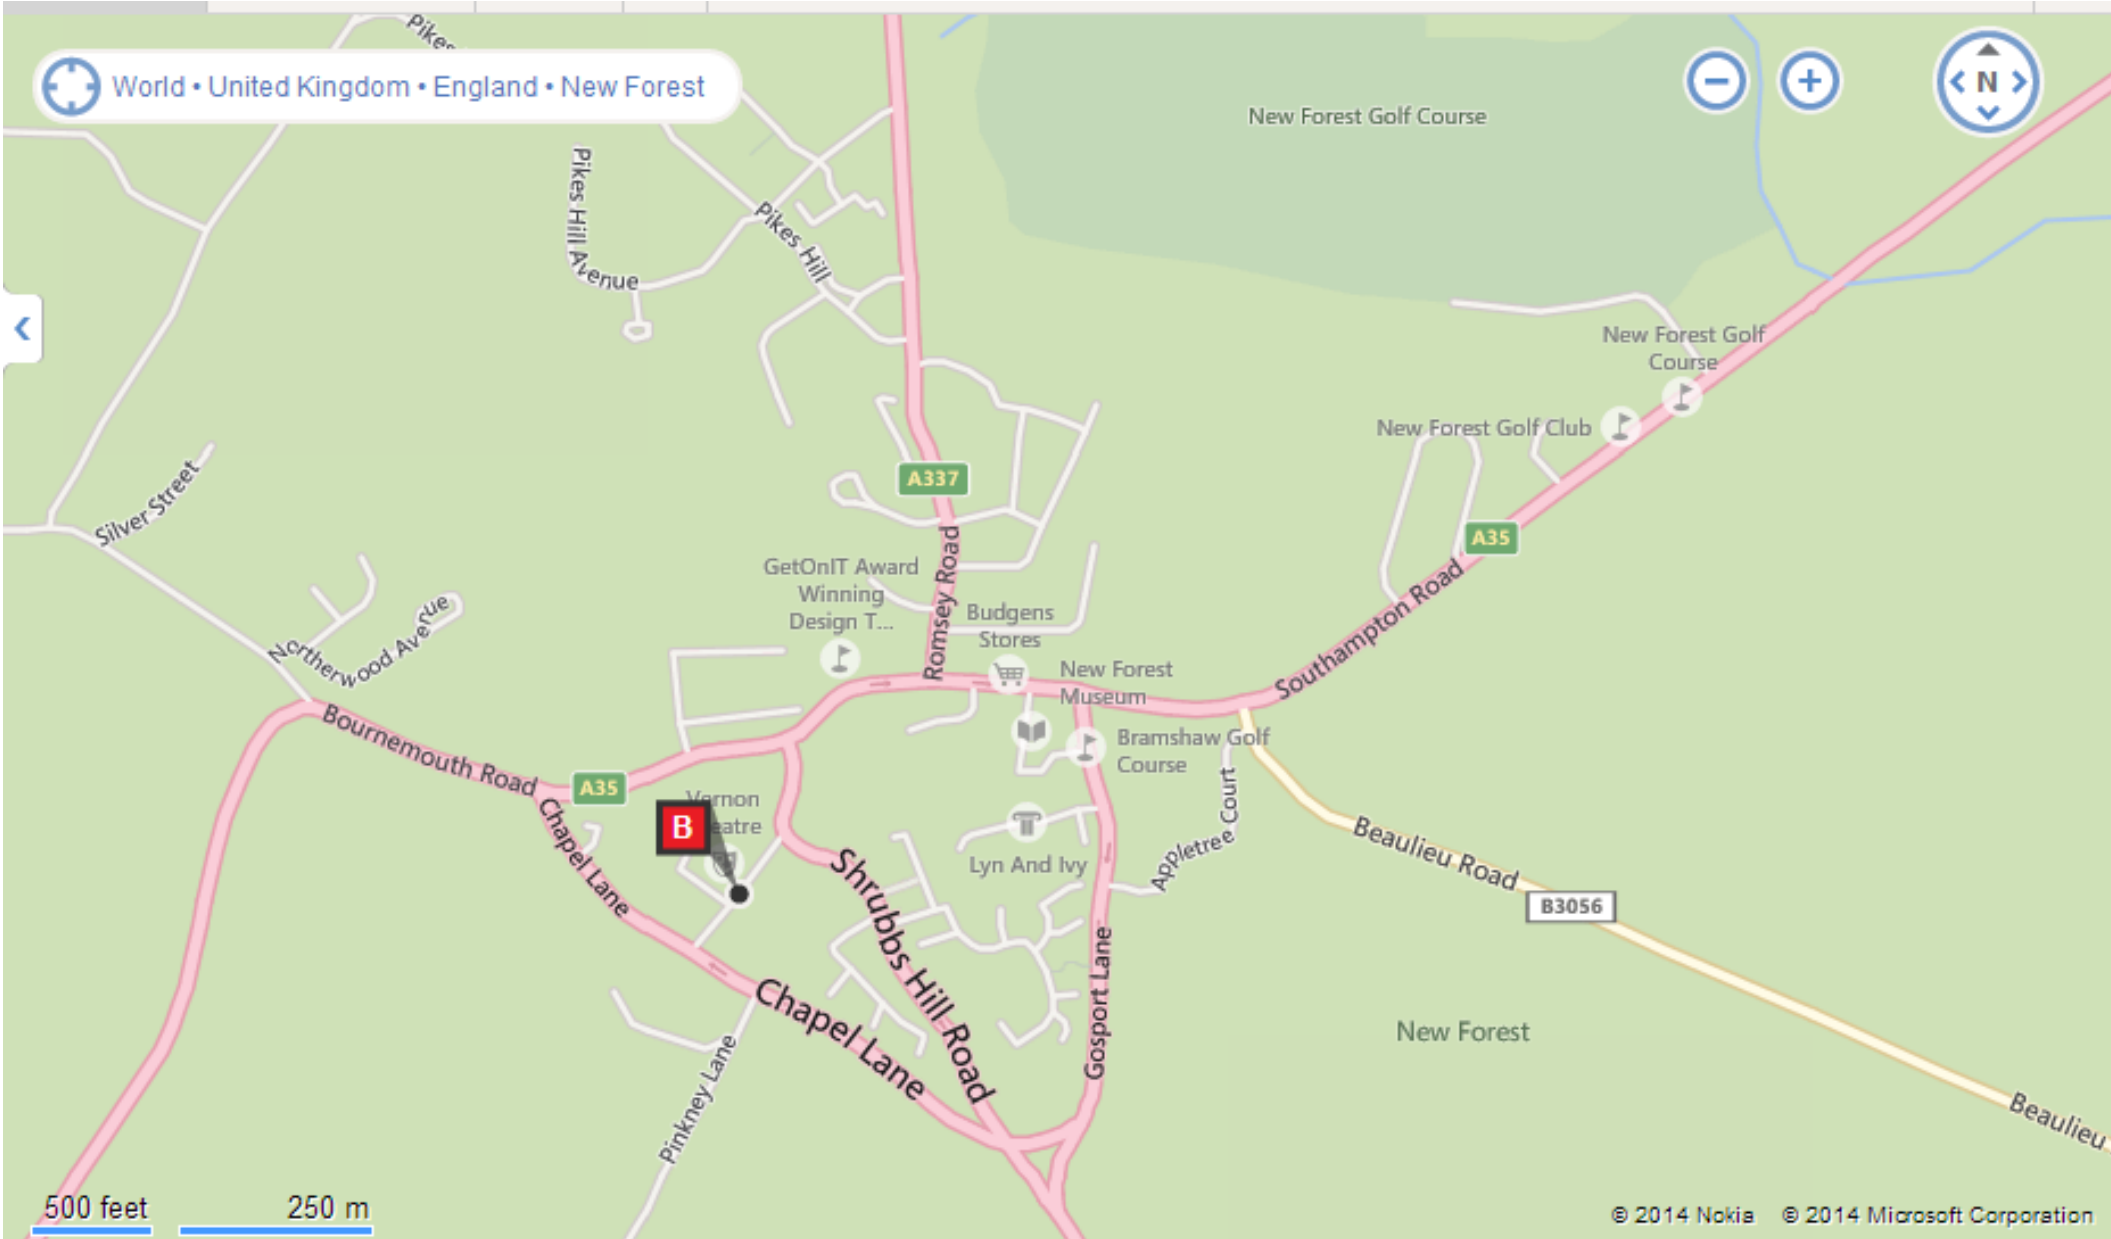 Pikes
World • United Kingdom • England • New Forest
N
New Forest Golf Course
Pikes Hill Avenue
Pikes Hill
New Forest Golf
Course
New Forest Golf Club
A337
Silver Street
A35
GetOnIT Award
Winning
Design T...
Romsey Road
Budgens
Stores
Southampton Road
Northerwood Avenue
New Forest
Museum
Bournemouth Road
Bramshaw Golf
Course
A35
Vernon
eatre
B
Chapel Lane
Appletree Court
Beaulieu Road
Lyn And Ivy
Shrubbs Hill Road
B3056
Gosport Lane
Chapel Lane
New Forest
Pinkney Lane
Beaulieu
500 feet
250 m
© 2014 Nokia © 2014 Microsoft Corporation